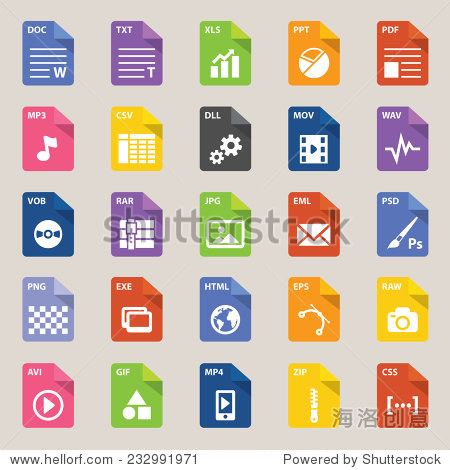 DOC TXT XLS PPT PDF
W T
MP3 CSV DLL MOV WAV
VOB RAR JPG EML PSD
Ps
shutterstock
PNG EXE HTML EPS RAW
AVI GIF MP4 ZIP CSS
[...]
海洛创意
www.hellorf.com 232991971 Powered by Shutterstock